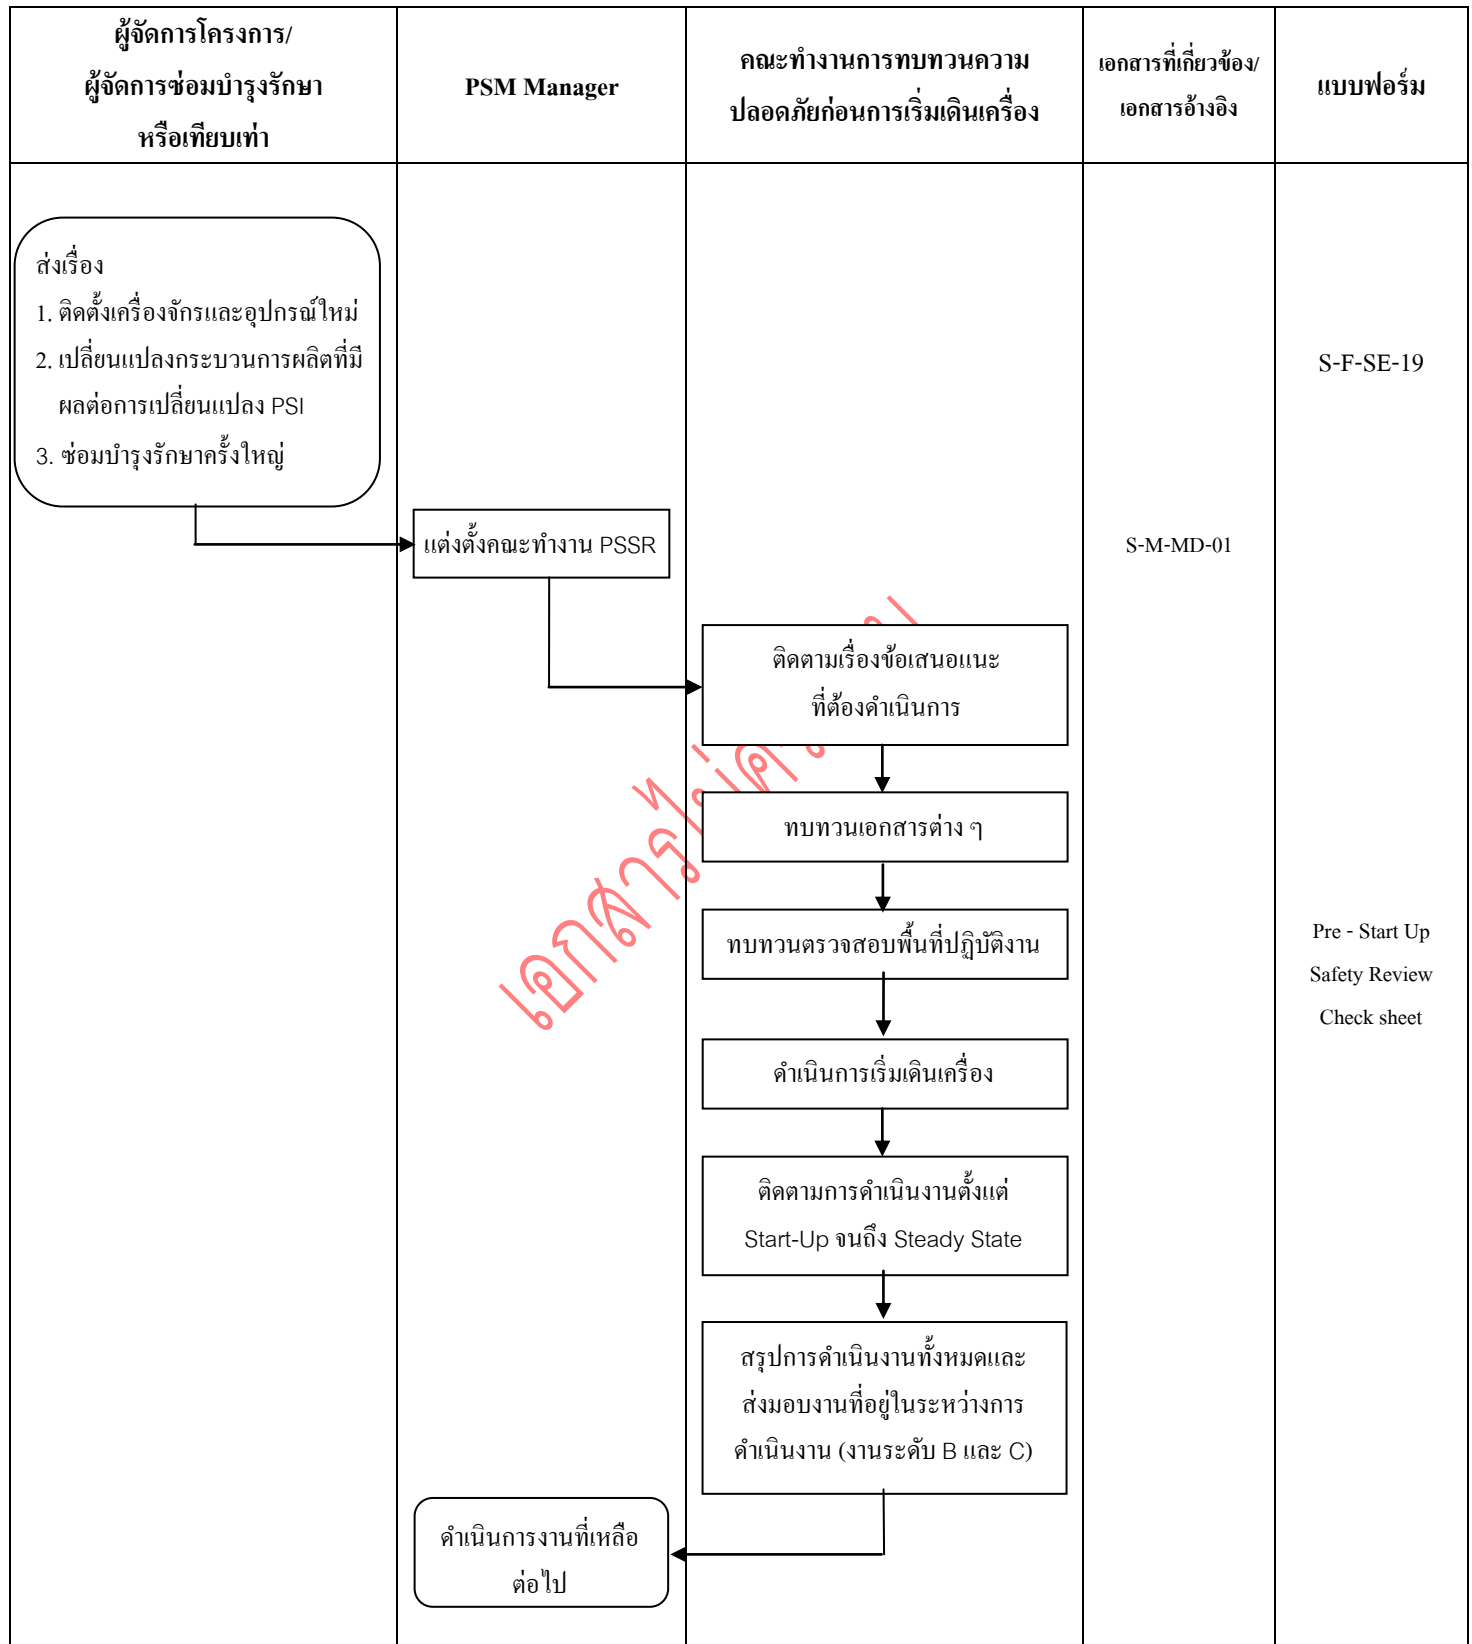 ผู้จัดการโครงการ/
ผู้จัดการซ่อมบำรุงรักษา
หรือเทียบเท่า
PSM Manager
คณะทำงานการทบทวนความ
ปลอดภัยก่อนการเริ่มเดินเครื่อง
เอกสารที่เกี่ยวข้อง/
เอกสารอ้างอิง
แบบฟอร์ม
ส่งเรื่อง
1. ติดตั้งเครื่องจักรและอุปกรณ์ใหม่
2. เปลี่ยนแปลงกระบวนการผลิตที่มี
ผลต่อการเปลี่ยนแปลง PSI
3. ซ่อมบำรุงรักษาครั้งใหญ่
S-F-SE-19
แต่งตั้งคณะทำงาน PSSR
S-M-MD-01
ติดตามเรื่องข้อเสนอแนะ
ที่ต้องดำเนินการ
ทบทวนเอกสารต่าง ๆ
ทบทวนตรวจสอบพื้นที่ปฏิบัติงาน
Pre - Start Up
Safety Review
Check sheet
ดำเนินการเริ่มเดินเครื่อง
ติดตามการดำเนินงานตั้งแต่
Start-Up จนถึง Steady State
สรุปการดำเนินงานทั้งหมดและ
ส่งมอบงานที่อยู่ในระหว่างการ
ดำเนินงาน (งานระดับ B และ C)
ดำเนินการงานที่เหลือ
ต่อไป